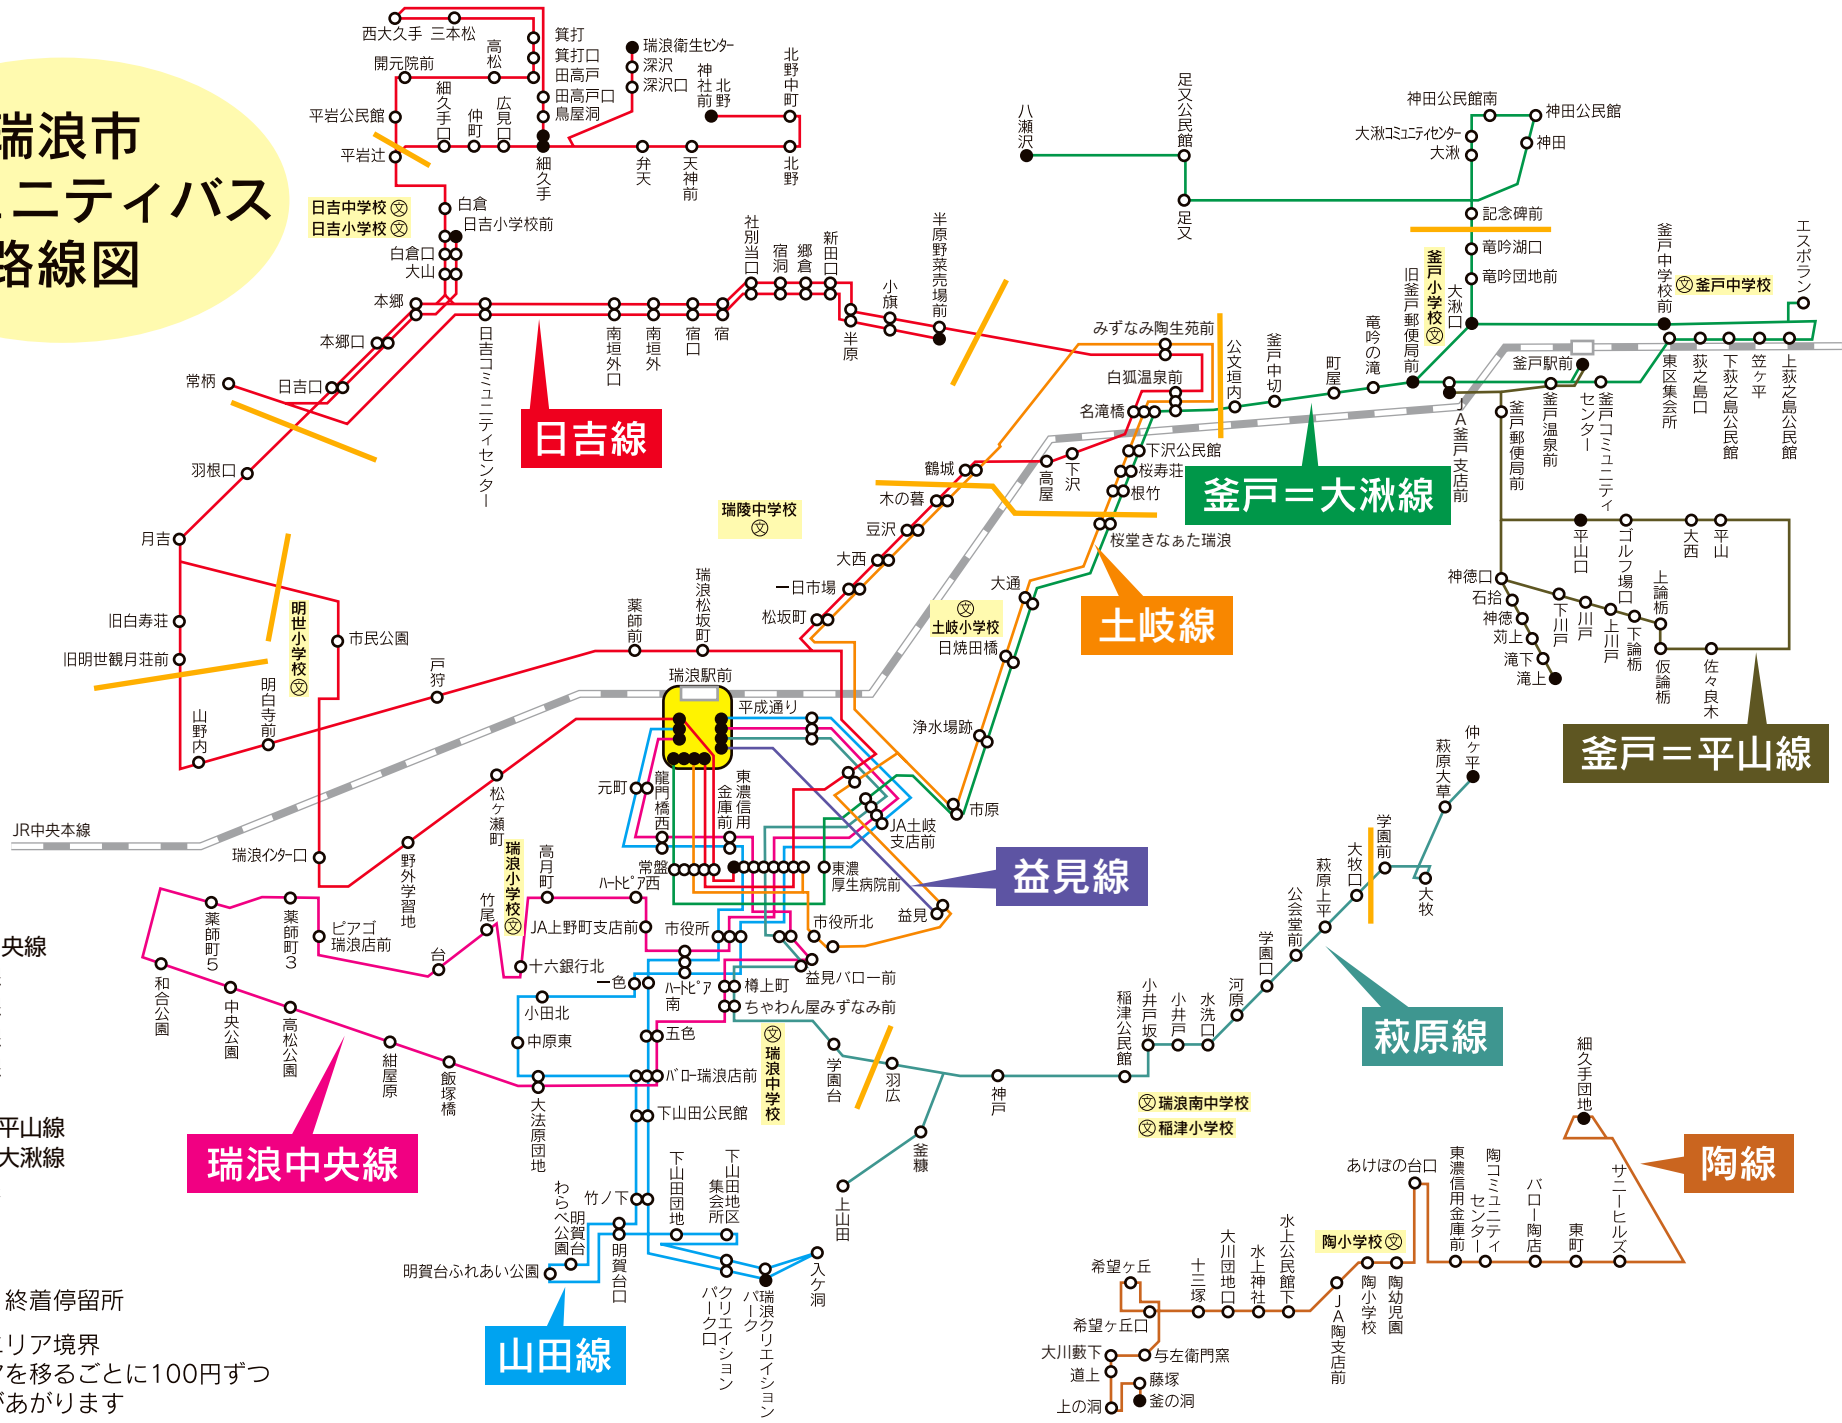 瑞浪市
ュニティバス
路線図
西大久手
三本松
高松
開元院前
平岩公民館
平岩辻
細久手口
仲町
広見口
箕打
箕打口
田高戸
田高戸口
鳥屋洞
細久手
瑞浪衛生センター
深沢
深沢口
神社前
北野
北野中町
北野
弁天
天神前
日吉中学校 文
日吉小学校 文
白倉
日吉小学校前
白倉口
大山
本郷
本郷口
常柄
日吉口
羽根口
月吉
日吉コミュニティセンター
南垣外口
南垣外
宿口
宿
社別当口
宿洞
郷倉
新田口
半原
小旗
半原野菜売場前
日吉線
八瀬沢
足又公民館
足又
神田公民館南
神田公民館
大湫コミュニティセンター
大湫
神田
記念碑前
竜吟湖口
竜吟団地前
釜戸小学校 文
旧釜戸郵便局前
大湫口
釜戸中学校前
文 釜戸中学校
エスポラン
みずなみ陶生苑前
白狐温泉前
名滝橋
公文垣内
釜戸中切
町屋
竜吟の滝
釜戸駅前
JA釜戸支店前
釜戸郵便局前
釜戸温泉前
釜戸コミュニティセンター
東区集会所
荻之島口
下荻之島公民館
笠ヶ平
上荻之島公民館
釜戸＝大湫線
下沢公民館
桜寿荘
根竹
桜堂きなぁた瑞浪
高屋
下沢
鶴城
木の暮
豆沢
大西
一日市場
松坂町
瑞陵中学校
文
大通
文
土岐小学校
日焼田橋
土岐線
浄水場跡
市原
平山口
ゴルフ場口
大西
平山
神徳口
石拾
神徳
苅上
滝下
滝上
下川戸
川戸
上川戸
下論栃
上論栃
仮論栃
佐々良木
釜戸＝平山線
旧白寿荘
旧明世観月荘前
明世小学校 文
市民公園
山野内
明白寺前
戸狩
薬師前
瑞浪松坂町
瑞浪駅前
平成通り
JR中央本線
瑞浪インター口
野外学習地
松ヶ瀬町
元町
龍門橋西
金庫前
東濃信用
常盤
JA土岐支店前
東濃厚生病院前
益見
益見線
瑞浪小学校 文
竹尾
高月町
ハートピア西
JA上野町支店前
十六銀行北
市役所
市役所北
一色
ハートピア南
益見バロー前
樽上町
ちゃわん屋みずなみ前
薬師町5
薬師町3
ピアゴ
瑞浪店前
台
和合公園
中央公園
高松公園
紺屋原
飯塚橋
瑞浪中央線
小田北
中原東
五色
バロー瑞浪店前
大法原団地
下山田公民館
文
瑞浪中学校
竹ノ下
わらべ公園
明賀台
明賀台ふれあい公園
明賀台口
下山田団地
集会所
下山田地区
クリエイションパーク口
瑞浪クリエイションパーク
入ケ洞
山田線
学園台
羽広
神戸
釜糠
上山田
稲津公民館
小井戸坂
小井戸
水洗口
河原
学園口
公会堂前
萩原上平
大牧口
学園前
大牧
萩原大草
仲ヶ平
萩原線
文 瑞浪南中学校
文 稲津小学校
細久手団地
陶線
あけぼの台口
東濃信用金庫前
陶コミュニティセンター
バロー陶店
東町
サニーヒルズ
陶小学校 文
陶小学校
陶幼児園
JA陶支店前
希望ヶ丘
希望ヶ丘口
十三塚
大川団地口
水上神社
水上公民館下
大川藪下
与左衛門窯
道上
藤塚
釜の洞
上の洞
央線
平山線
大湫線
終着停留所
エリア境界
アを移るごとに100円ずつ
があがります